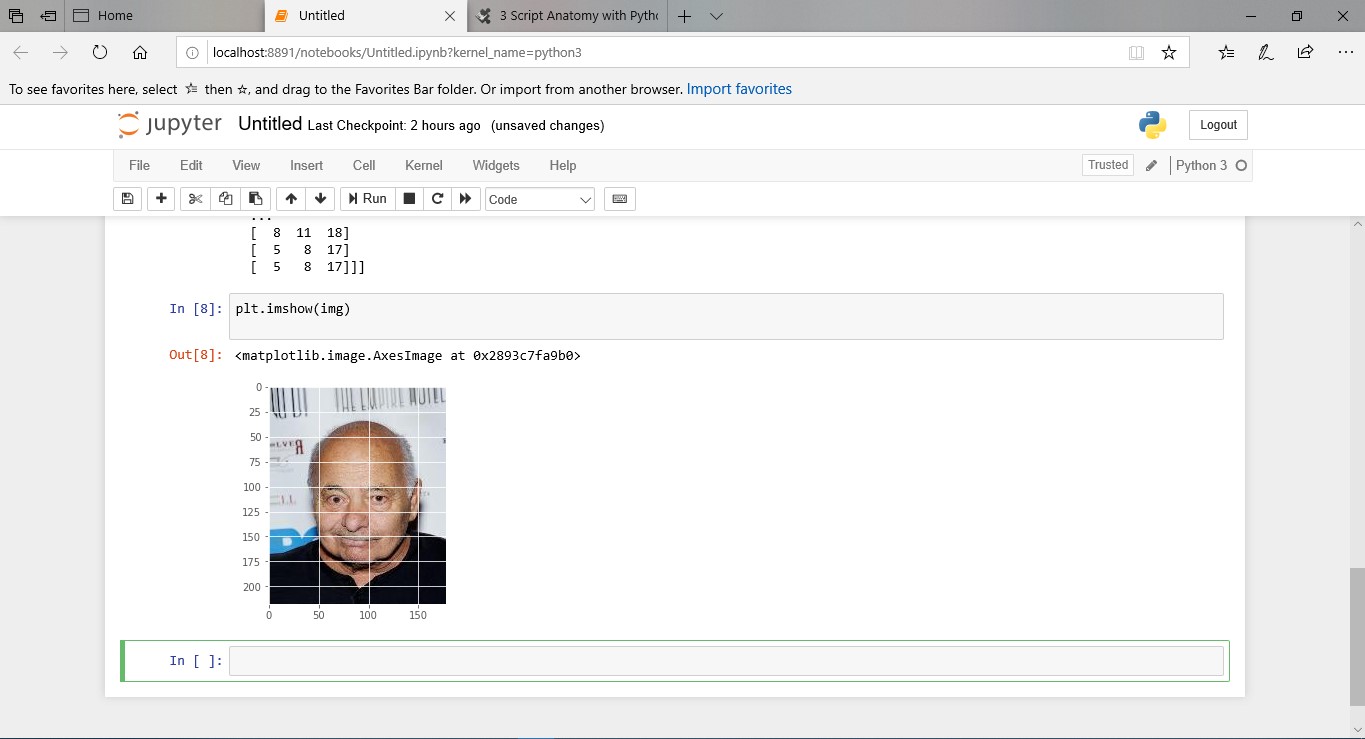 Home
Untitled
3 Script Anatomy with Pytho
localhost:8891/notebooks/Untitled.ipynb?kernel_name=python3
To see favorites here, select then ☆, and drag to the Favorites Bar folder. Or import from another browser. Import favorites
jupyter Untitled Last Checkpoint: 2 hours ago (unsaved changes)
Logout
File Edit View Insert Cell Kernel Widgets Help
Trusted Python 3
Run Code
...
[ 8 11 18]
[ 5 8 17]
[ 5 8 17]]]
In [8]: plt.imshow(img)
Out[8]: <matplotlib.image.AxesImage at 0x2893c7fa9b0>
0
25
50
75
100
125
150
175
200
THE EMPIRE HOTEL
0 50 100 150
In [ ]: